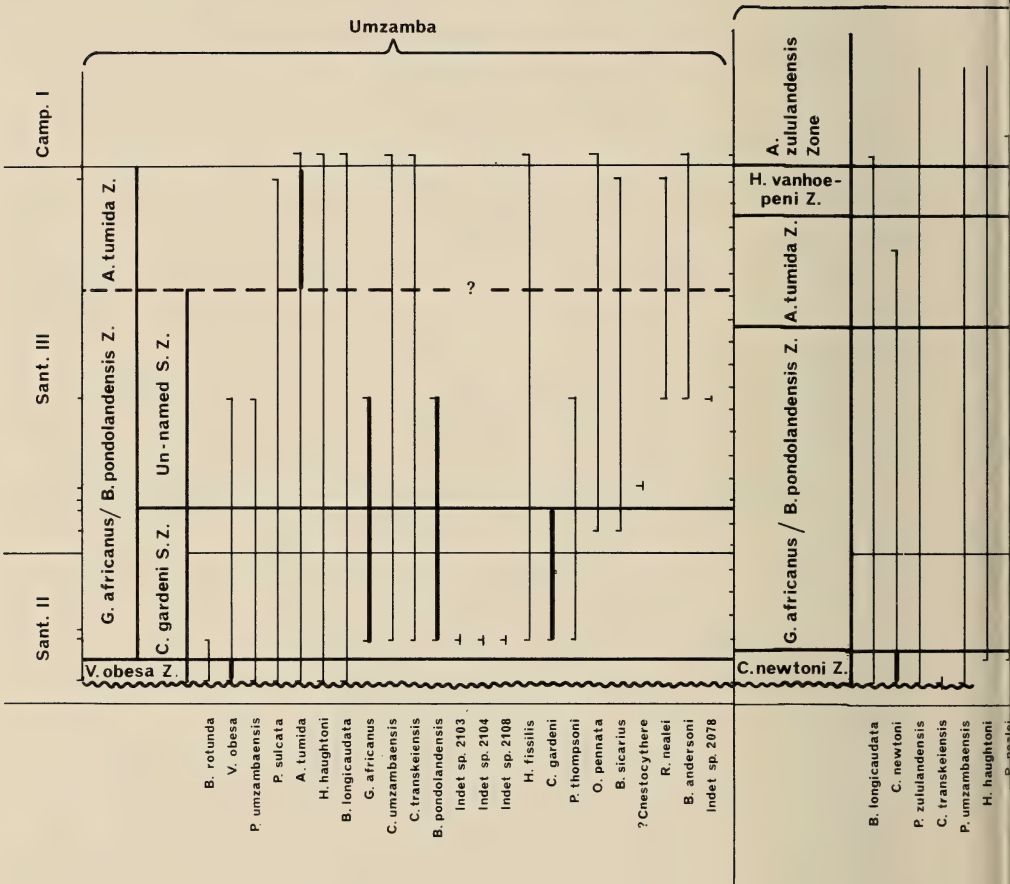 Umzamba
Camp. I
Sant. III
Sant. II
A. tumida Z.
G. africanus / B. pondolandensis Z.
Un-named S. Z.
C. gardeni S. Z.
V. obesa Z.
?
A. zululandensis Zone
H. vanhoe-
peni Z.
A. tumida Z.
G. africanus / B. pondolandensis Z.
C. newtoni Z.
B. rotunda
V. obesa
P. umzambaensis
P. sulcata
A. tumida
H. haughtoni
B. longicaudata
G. africanus
C. umzambaensis
C. transkeiensis
B. pondolandensis
Indet sp. 2103
Indet sp. 2104
Indet sp. 2108
H. fissilis
C. gardeni
P. thompsoni
O. pennata
B. sicarius
? Cnestocythere
R. nealei
B. andersoni
Indet sp. 2078
B. longicaudata
C. newtoni
P. zululandensis
C. transkeiensis
P. umzambaensis
H. haughtoni